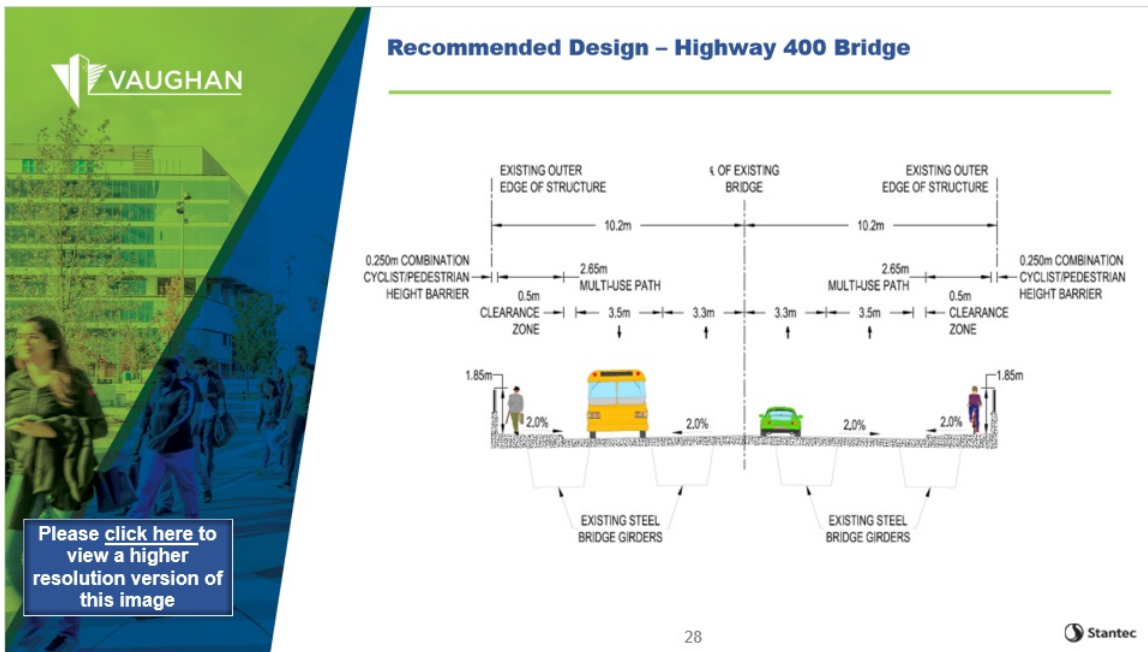 VAUGHAN
Recommended Design – Highway 400 Bridge
EXISTING OUTER
EDGE OF STRUCTURE
℄ OF EXISTING
BRIDGE
EXISTING OUTER
EDGE OF STRUCTURE
10.2m
10.2m
0.250m COMBINATION
CYCLIST/PEDESTRIAN
HEIGHT BARRIER
2.65m
MULTI-USE PATH
2.65m
MULTI-USE PATH
0.250m COMBINATION
CYCLIST/PEDESTRIAN
HEIGHT BARRIER
0.5m
CLEARANCE
ZONE
3.5m
3.3m
3.3m
3.5m
0.5m
CLEARANCE
ZONE
1.85m
1.85m
2.0%
2.0%
2.0%
2.0%
EXISTING STEEL
BRIDGE GIRDERS
EXISTING STEEL
BRIDGE GIRDERS
Please click here to
view a higher
resolution version of
this image
28
Stantec